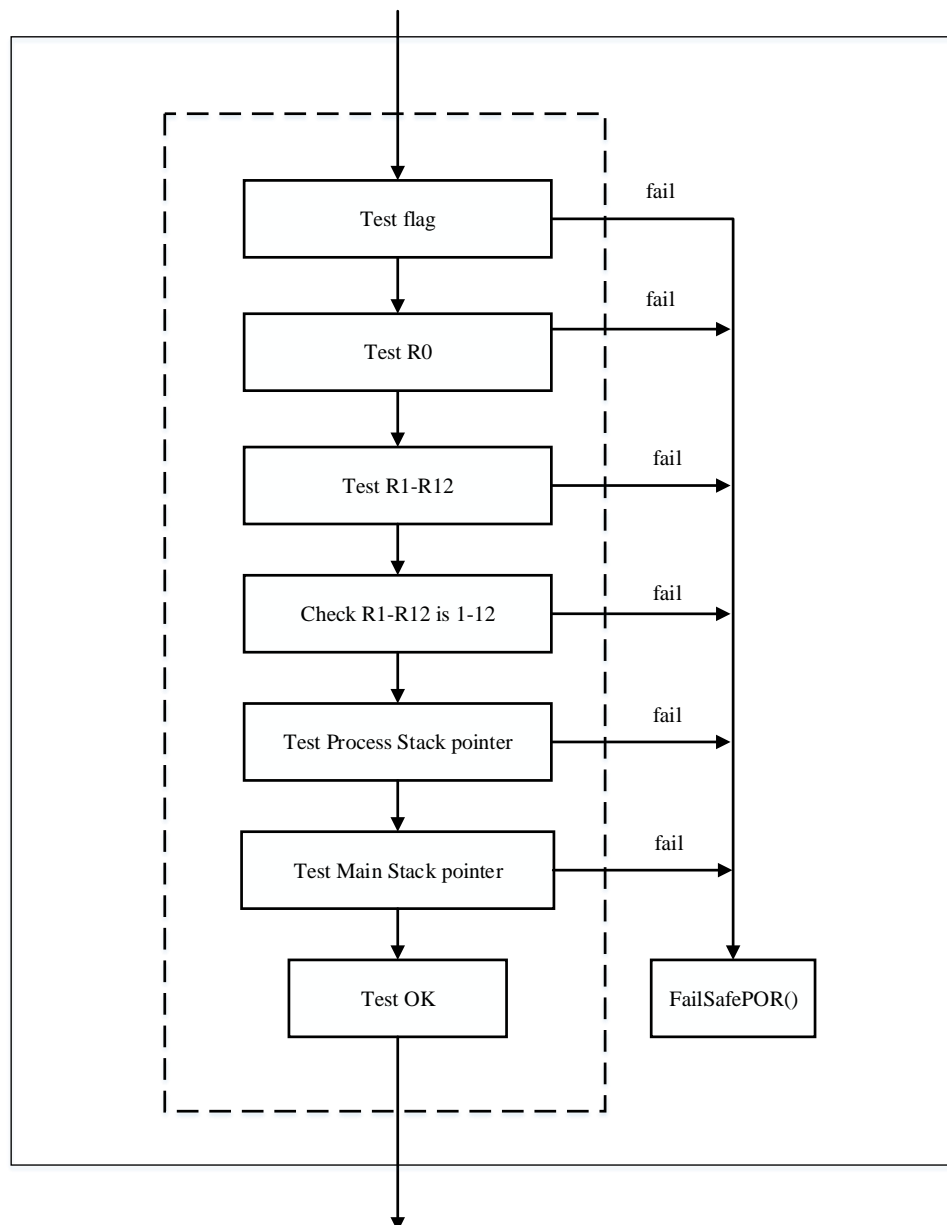 Test flag
fail
Test R0
fail
Test R1-R12
fail
Check R1-R12 is 1-12
fail
Test Process Stack pointer
fail
Test Main Stack pointer
fail
Test OK
FailSafePOR()